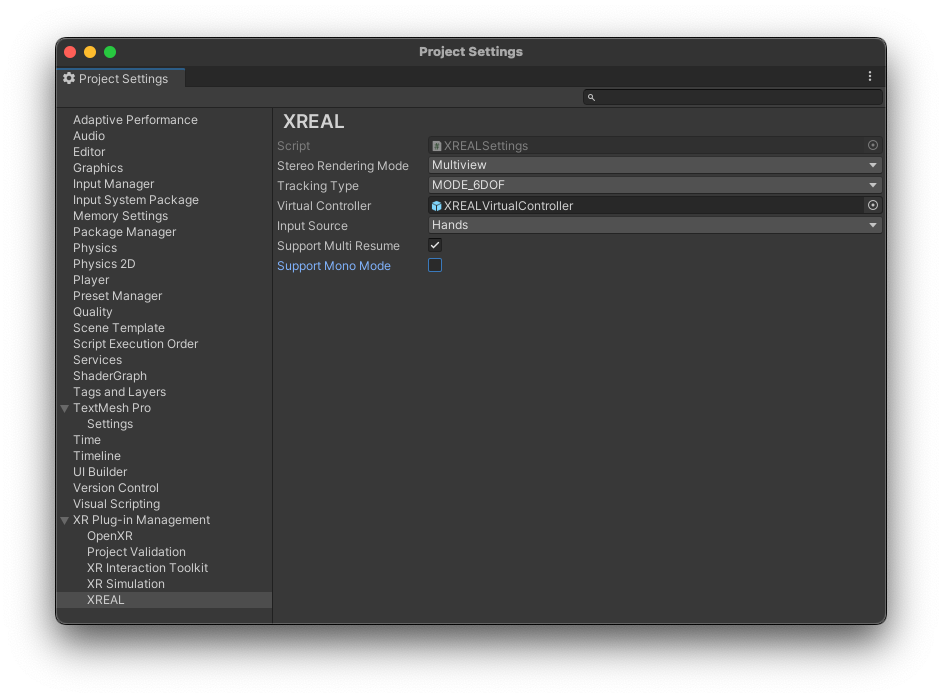 Project Settings
Project Settings
Adaptive Performance
Audio
Editor
Graphics
Input Manager
Input System Package
Memory Settings
Package Manager
Physics
Physics 2D
Player
Preset Manager
Quality
Scene Template
Script Execution Order
Services
ShaderGraph
Tags and Layers
TextMesh Pro
Settings
Time
Timeline
UI Builder
Version Control
Visual Scripting
XR Plug-in Management
OpenXR
Project Validation
XR Interaction Toolkit
XR Simulation
XREAL
XREAL
Script XREALSettings
Stereo Rendering Mode Multiview
Tracking Type MODE_6DOF
Virtual Controller XREALVirtualController
Input Source Hands
Support Multi Resume
Support Mono Mode